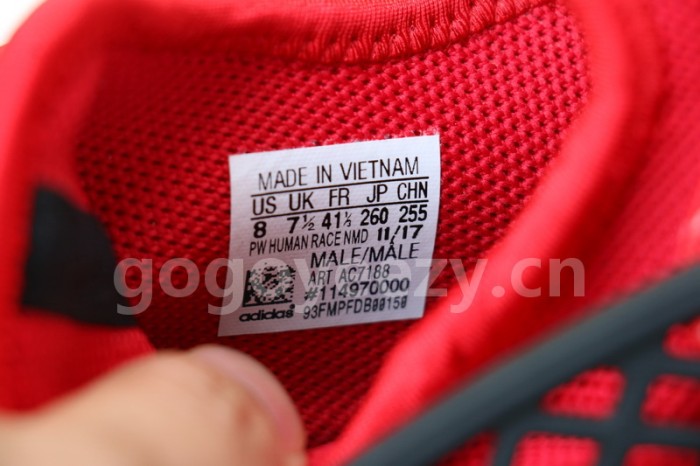 MADE IN VIETNAM
US UK FR JP CHN
8 7½ 41⅓ 260 255
PW HUMAN RACE NMD 11/17
MALE/MÂLE
ART AC7188
#114970000
adidas 93FMPFDB00150
gogoyeezy.cn